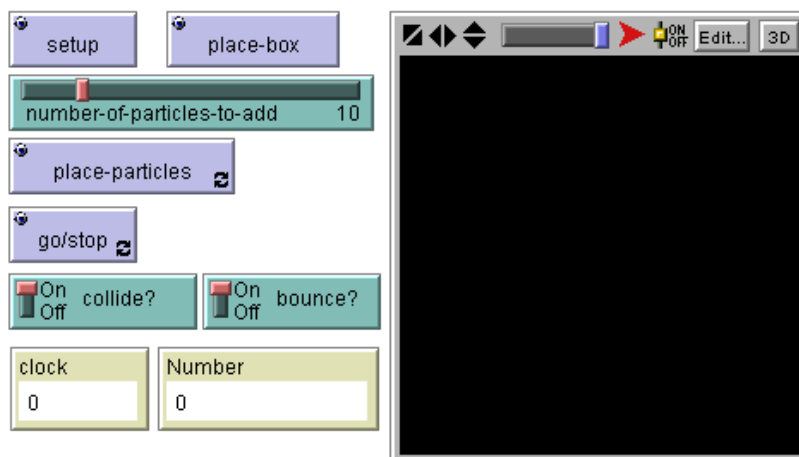 setup
place-box
number-of-particles-to-add 10
place-particles
go/stop
On
Off
collide?
On
Off
bounce?
clock
0
Number
0
ON
OFF
Edit...
3D